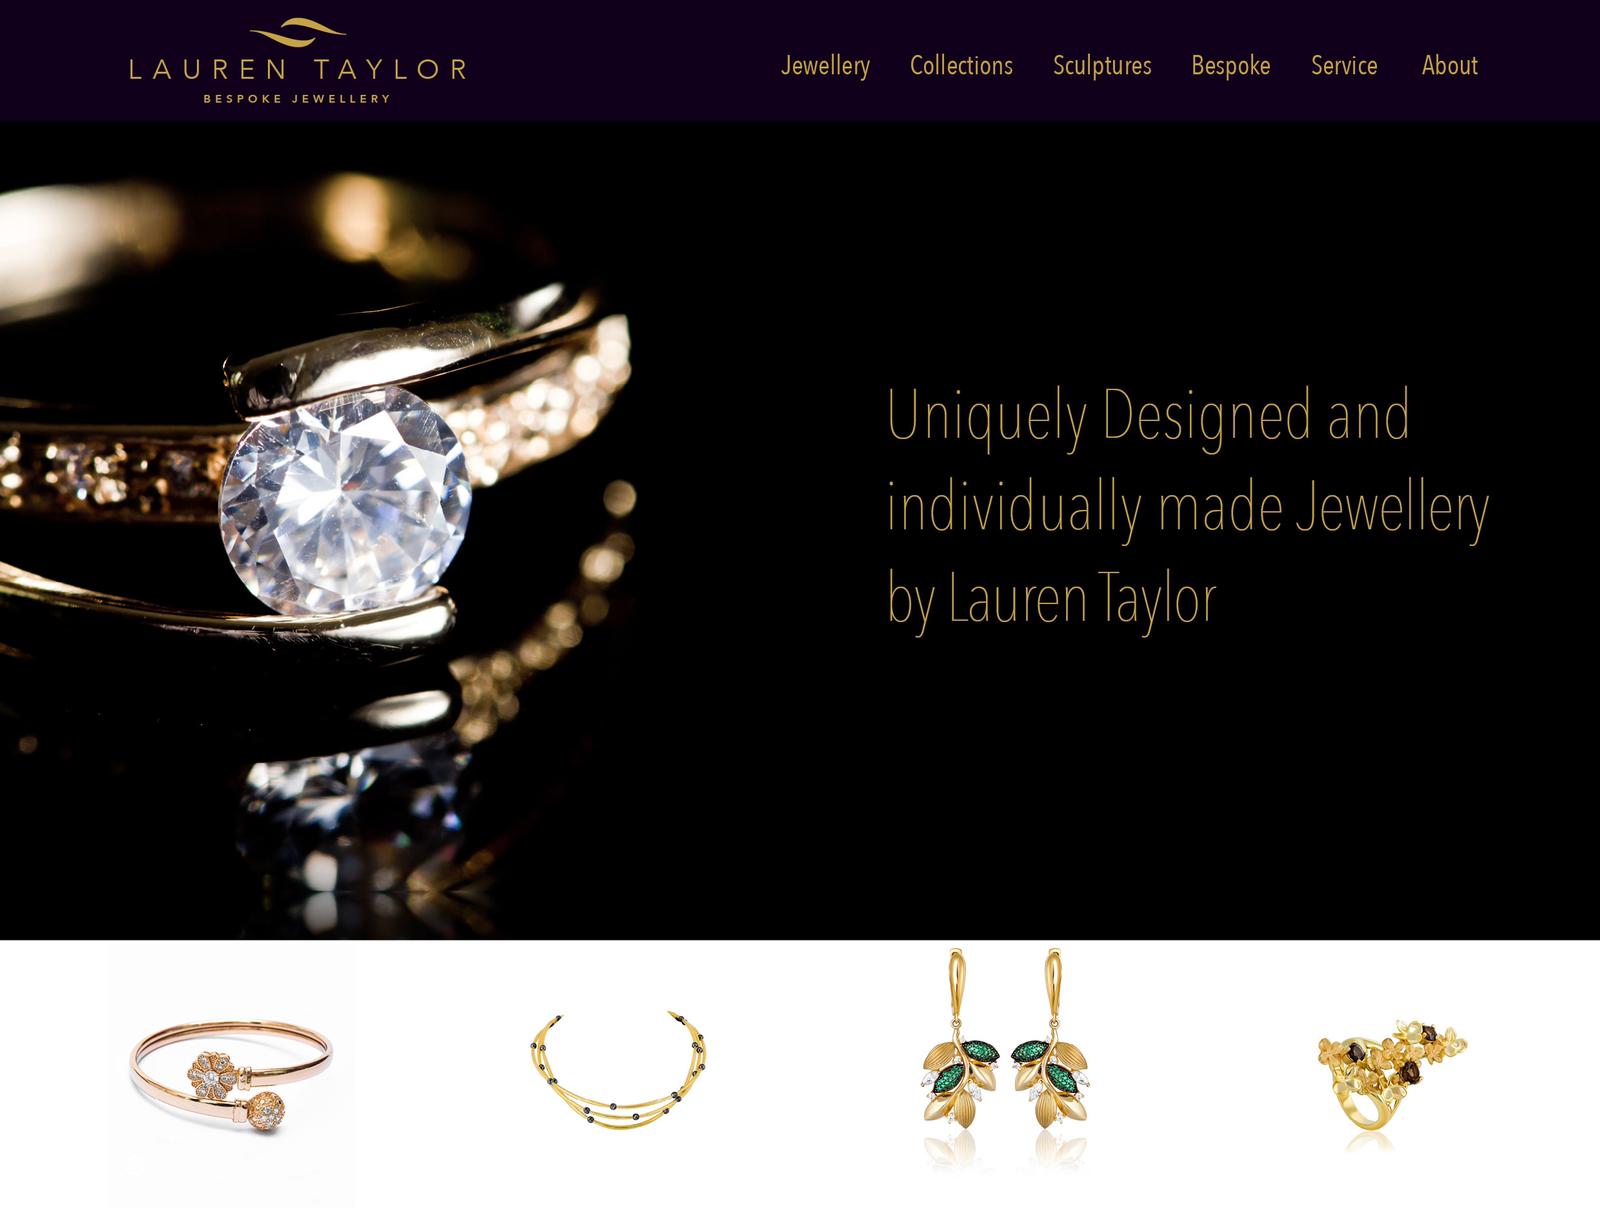 LAUREN TAYLOR
BESPOKE JEWELLERY
Jewellery Collections Sculptures Bespoke Service About
Uniquely Designed and
individually made Jewellery
by Lauren Taylor